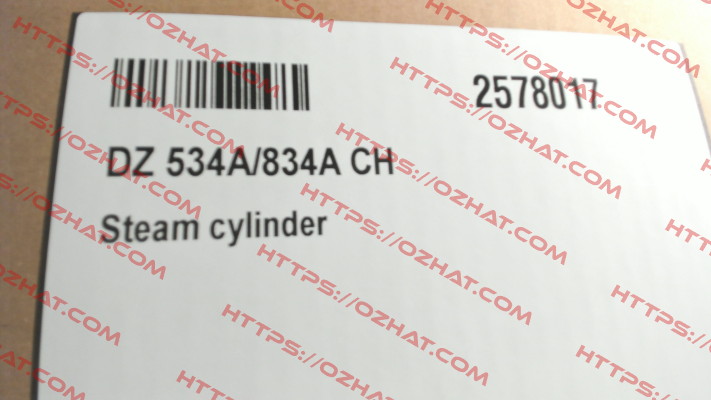 2578017
DZ 534A/834A CH
Steam cylinder
HTTPS://OZHAT.COM